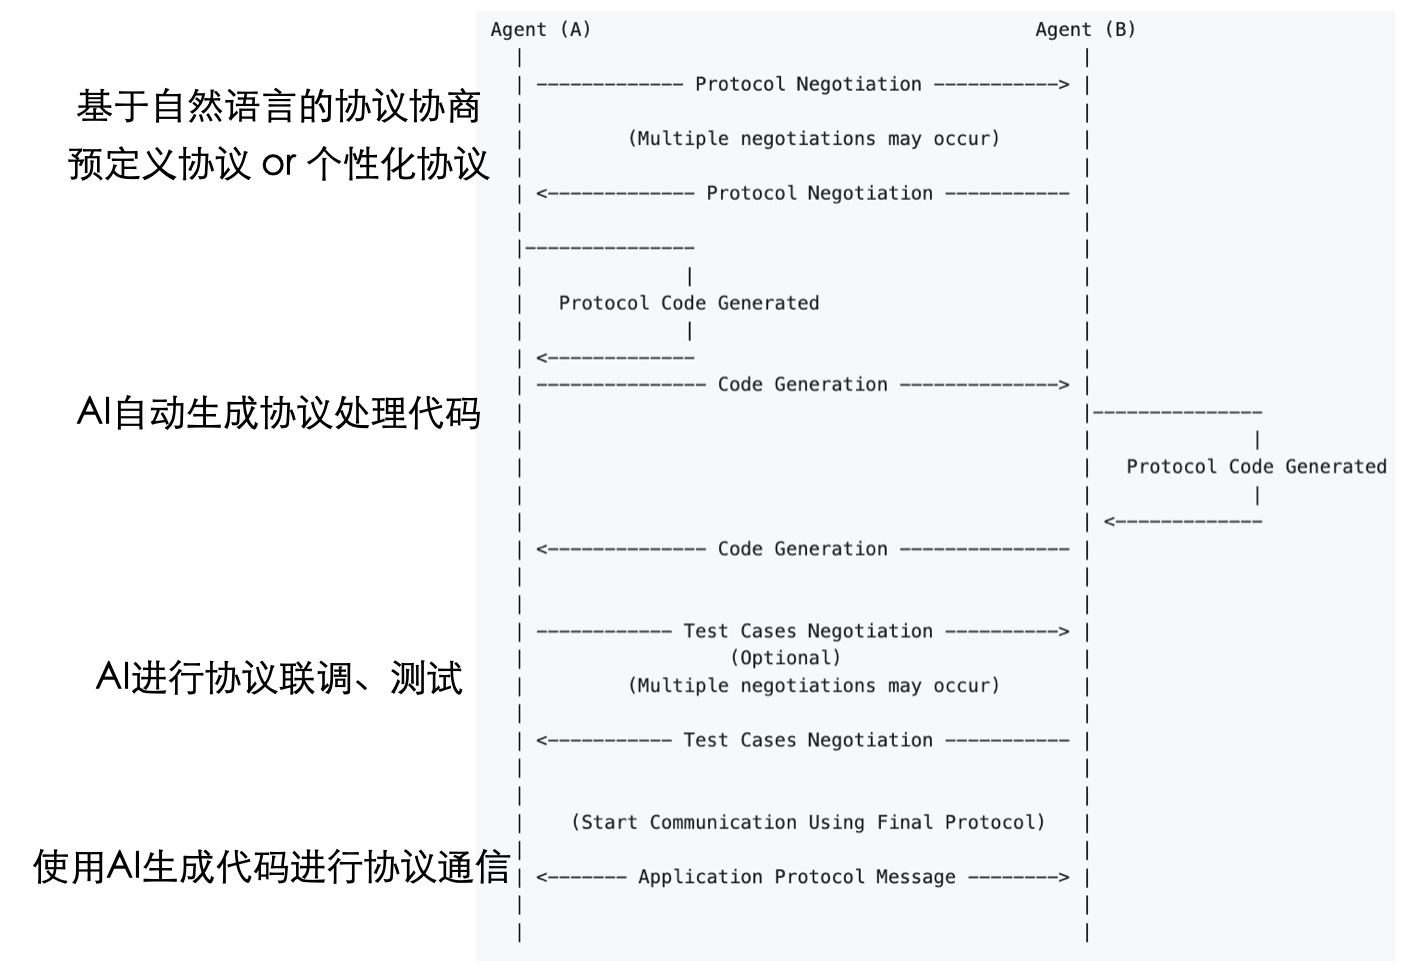 Agent (A) Agent (B)
Protocol Negotiation
基于自然语言的协议协商
(Multiple negotiations may occur)
预定义协议 or 个性化协议
Protocol Negotiation
Protocol Code Generated
Code Generation
AI自动生成协议处理代码
Protocol Code Generated
Code Generation
Test Cases Negotiation
(Optional)
AI进行协议联调、测试
(Multiple negotiations may occur)
Test Cases Negotiation
(Start Communication Using Final Protocol)
使用AI生成代码进行协议通信
Application Protocol Message